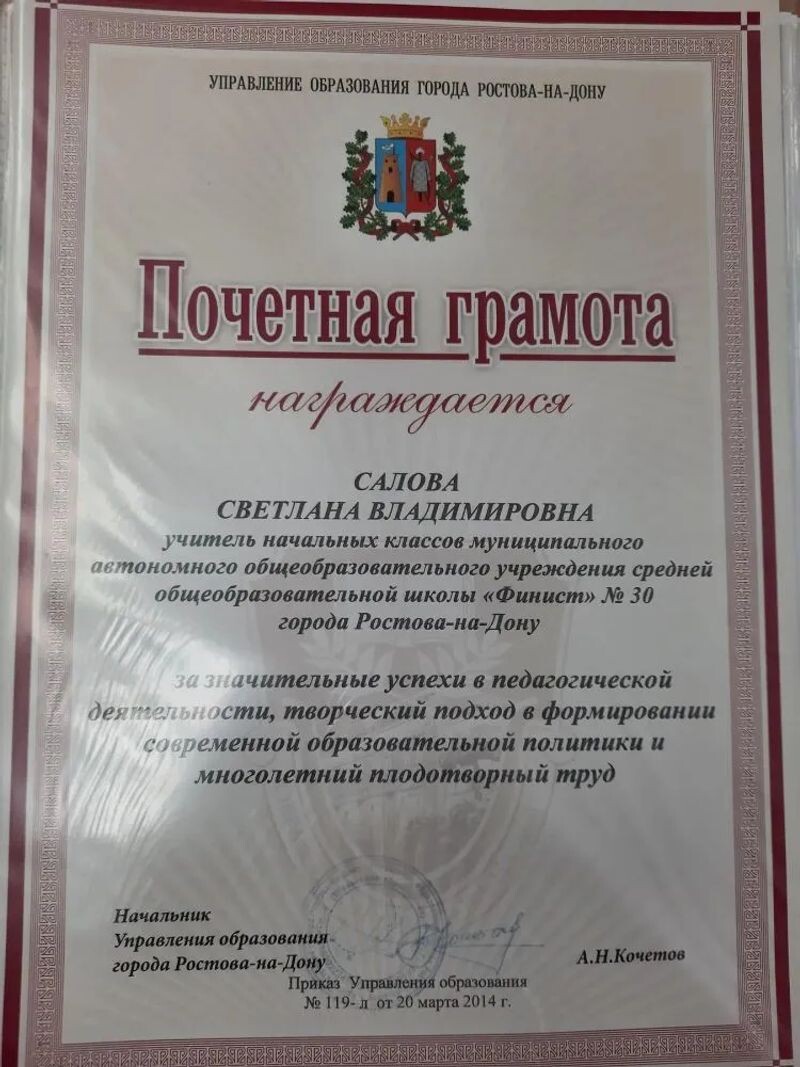 УПРАВЛЕНИЕ ОБРАЗОВАНИЯ ГОРОДА РОСТОВА-НА-ДОНУ
Почетная грамота
награждается
САЛОВА
СВЕТЛАНА ВЛАДИМИРОВНА
учитель начальных классов муниципального
автономного общеобразовательного учреждения средней
общеобразовательной школы «Финист» № 30
города Ростова-на-Дону
за значительные успехи в педагогической
деятельности, творческий подход в формировании
современной образовательной политики и
многолетний плодотворный труд
Начальник
Управления образования
города Ростова-на-Дону
А.Н.Кочетов
Приказ Управления образования
№ 119- л от 20 марта 2014 г.